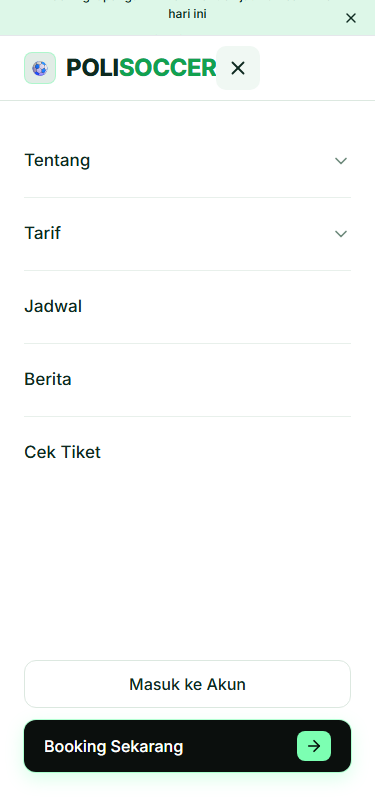 hari ini
POLISOCCER
Tentang
Tarif
Jadwal
Berita
Cek Tiket
Masuk ke Akun
Booking Sekarang